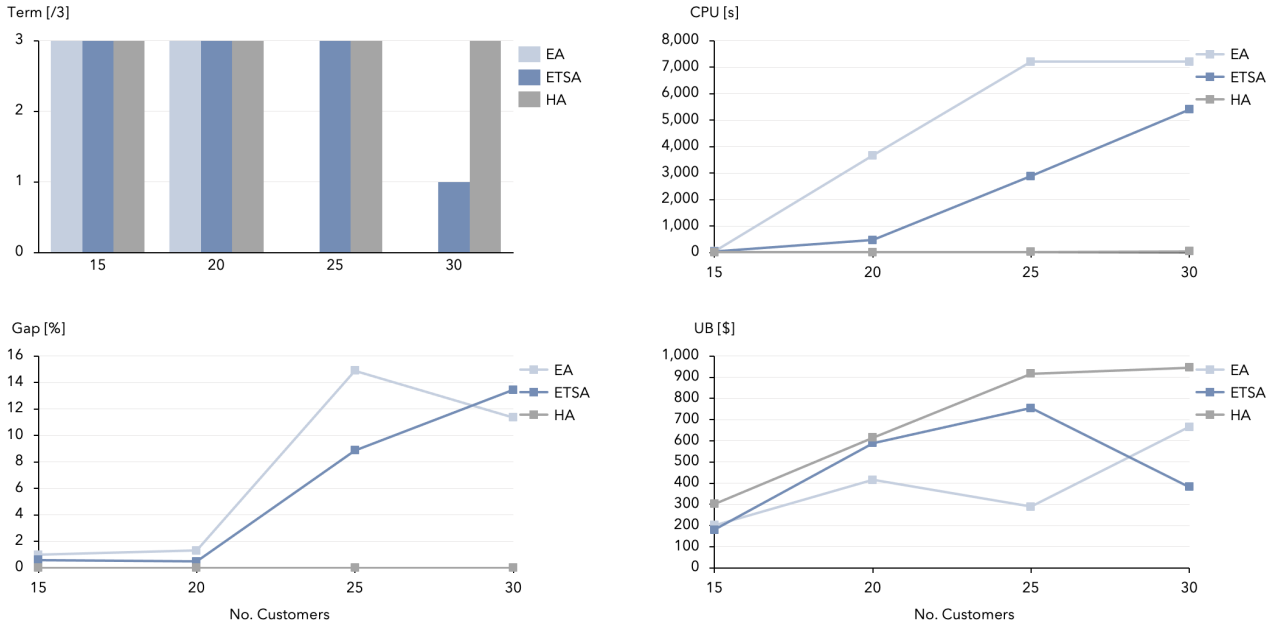 Term [/3]
3
2
1
0
15 20 25 30
EA
ETSA
HA
CPU [s]
8,000
7,000
6,000
5,000
4,000
3,000
2,000
1,000
0
15 20 25 30
EA
ETSA
HA
Gap [%]
16
14
12
10
8
6
4
2
0
15 20 25 30
No. Customers
EA
ETSA
HA
UB [$]
1,000
900
800
700
600
500
400
300
200
100
0
15 20 25 30
No. Customers
EA
ETSA
HA